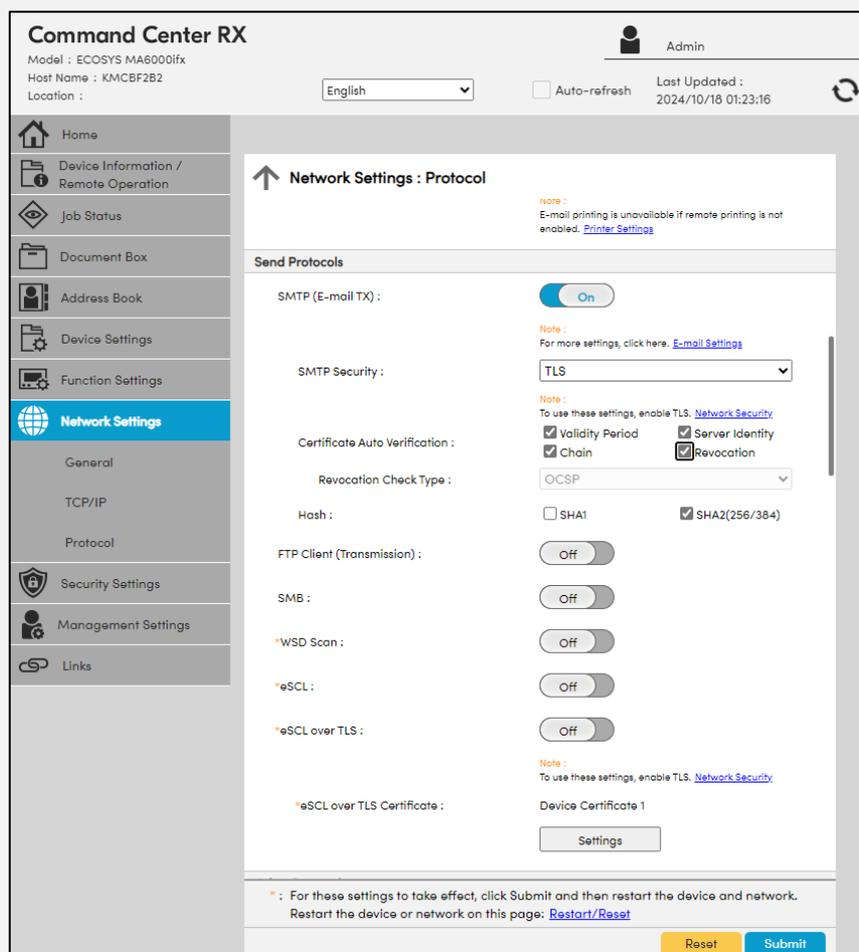 Command Center RX
Model : ECOSYS MA6000ifx
Host Name : KMCBF2B2
Location :
Admin
English
Auto-refresh
Last Updated :
2024/10/18 01:23:16
Home
Device Information /
Remote Operation
Job Status
Document Box
Address Book
Device Settings
Function Settings
Network Settings
General
TCP/IP
Protocol
Security Settings
Management Settings
Links
Network Settings : Protocol
Note :
E-mail printing is unavailable if remote printing is not
enabled. Printer Settings
Send Protocols
SMTP (E-mail TX) :
On
Note :
For more settings, click here. E-mail Settings
SMTP Security :
TLS
Note :
To use these settings, enable TLS. Network Security
Certificate Auto Verification :
Validity Period
Server Identity
Chain
Revocation
Revocation Check Type :
OCSP
Hash :
SHA1
SHA2(256/384)
FTP Client (Transmission) :
Off
SMB :
Off
*WSD Scan :
Off
*eSCL :
Off
*eSCL over TLS :
Off
Note :
To use these settings, enable TLS. Network Security
*eSCL over TLS Certificate :
Device Certificate 1
Settings
* : For these settings to take effect, click Submit and then restart the device and network.
Restart the device or network on this page: Restart/Reset
Reset
Submit